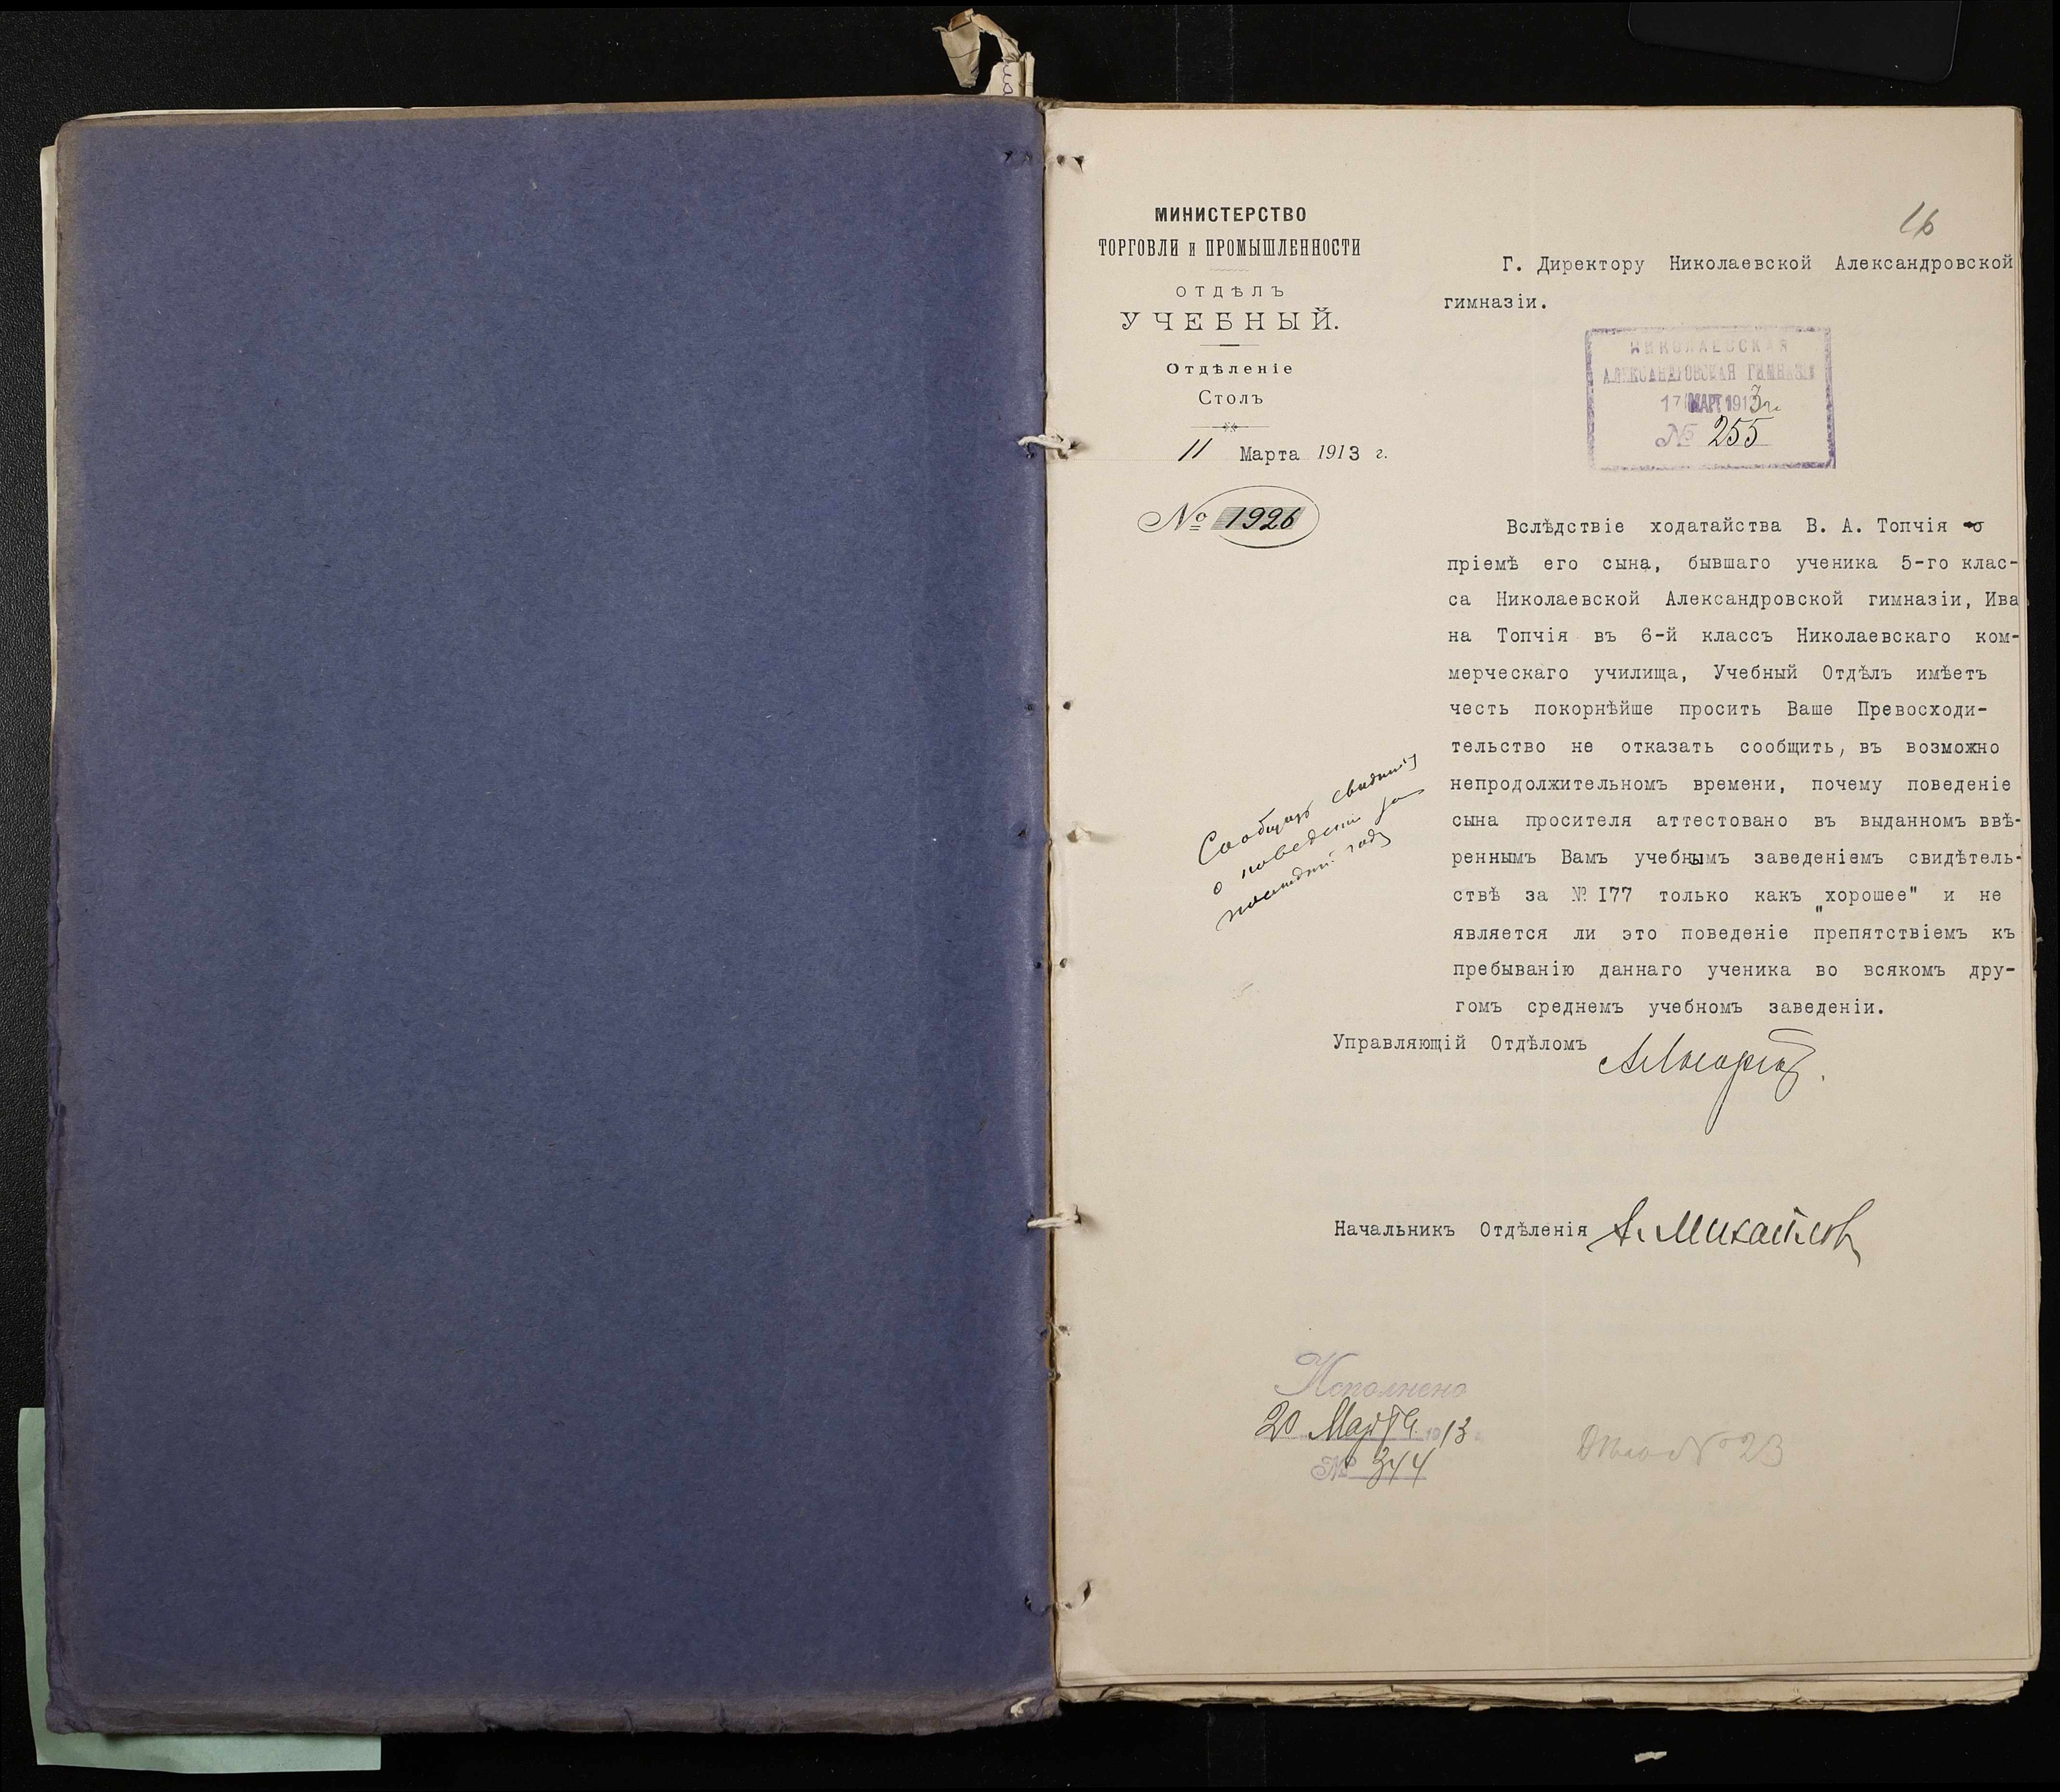 16
МИНИСТЕРСТВО
ТОРГОВЛИ и ПРОМЫШЛЕННОСТИ
ОТДѢЛЪ
УЧЕБНЫЙ.
Отдѣленіе
Столъ
11 Марта 1913 г.
№ 1926
Г. Директору Николаевской Александровской
гимназіи.
НИКОЛАЕВСКАЯ
АЛЕКСАНДРОВСКАЯ ГИМНАЗІЯ
17 МАРТ 1913 г.
№ 255
Вслѣдствіе ходатайства В. А. Топчія о
пріемѣ его сына, бывшаго ученика 5-го клас-
са Николаевской Александровской гимназіи, Ива
на Топчія въ 6-й классъ Николаевскаго ком-
мерческаго училища, Учебный Отдѣлъ имѣетъ
честь покорнѣйше просить Ваше Превосходи-
тельство не отказать сообщить, въ возможно
непродолжительномъ времени, почему поведеніе
сына просителя аттестовано въ выданномъ ввѣ-
реннымъ Вамъ учебнымъ заведеніемъ свидѣтель-
ствѣ за № I77 только какъ „хорошее" и не
является ли это поведеніе препятствіемъ къ
пребыванію даннаго ученика во всякомъ дру-
гомъ среднемъ учебномъ заведеніи.
Сообщить свѣдѣнія
о поведеніи за
послѣдній годъ
Управляющій Отдѣломъ
Начальникъ Отдѣленія А. Михайловъ
Исполнено
20 Марта 1913
№ 344
Дѣло № 23